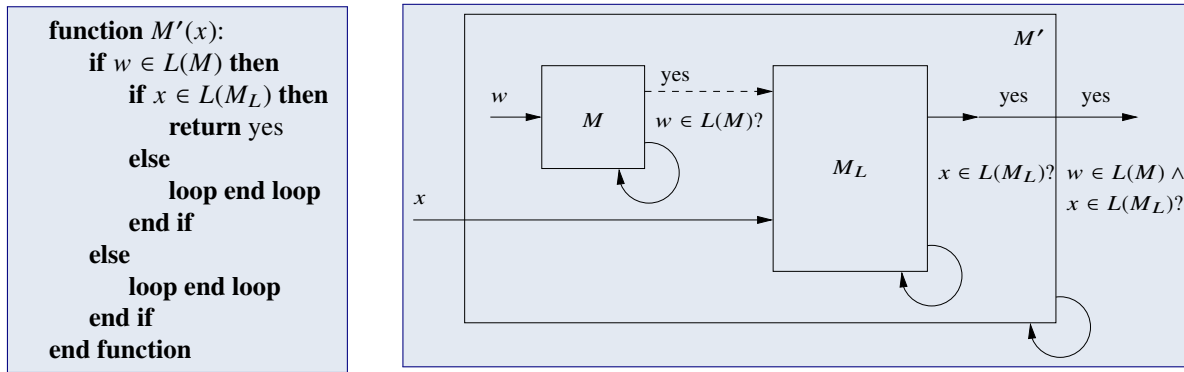 function M′(x):
if w ∈ L(M) then
if x ∈ L(M_L) then
return yes
else
loop end loop
end if
else
loop end loop
end if
end function
M′
w
M
yes
w ∈ L(M)?
x
M_L
yes
x ∈ L(M_L)?
yes
w ∈ L(M) ∧
x ∈ L(M_L)?